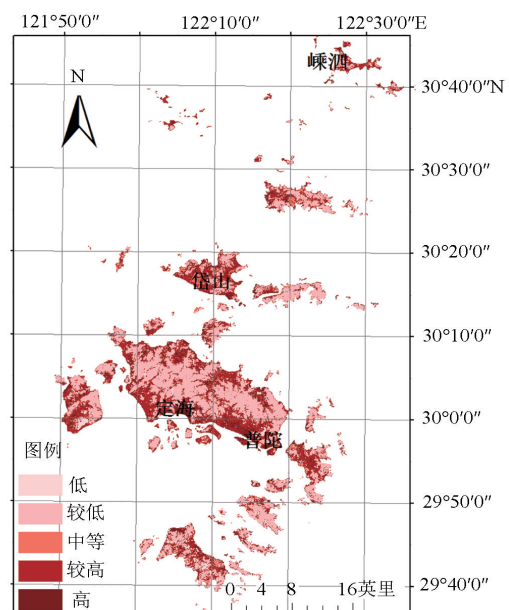 121°50′0″ 122°10′0″ 122°30′0″E
嵊泗
N
30°40′0″N
30°30′0″
30°20′0″
岱山
30°10′0″
定海
30°0′0″
普陀
图例
低
较低
29°50′0″
中等
较高
0 4 8 16英里
29°40′0″
高